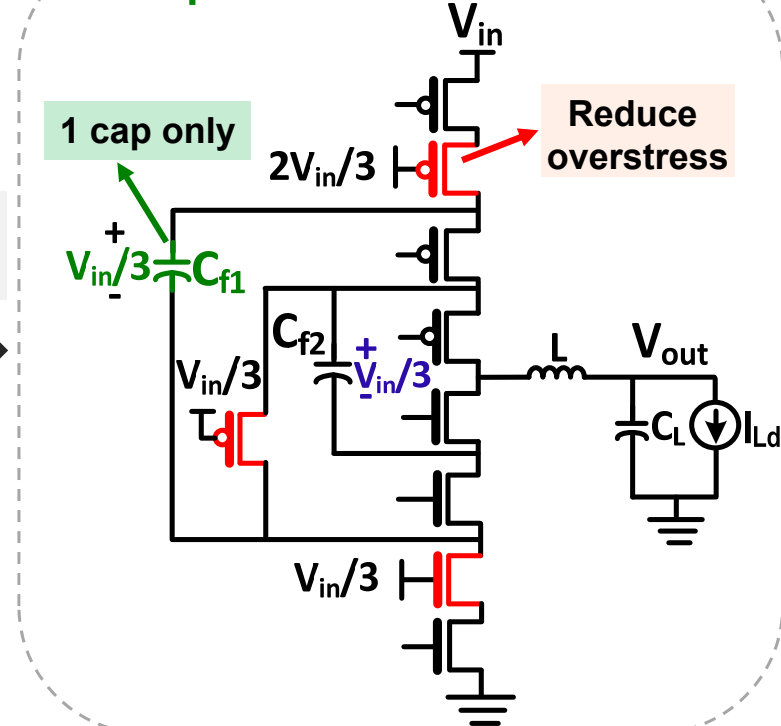 Vin
1 cap only
Reduce
overstress
2Vin/3
+
Vin/3 Cf1
-
Cf2
+
Vin/3
-
Vin/3
L
Vout
CL
ILd
Vin/3